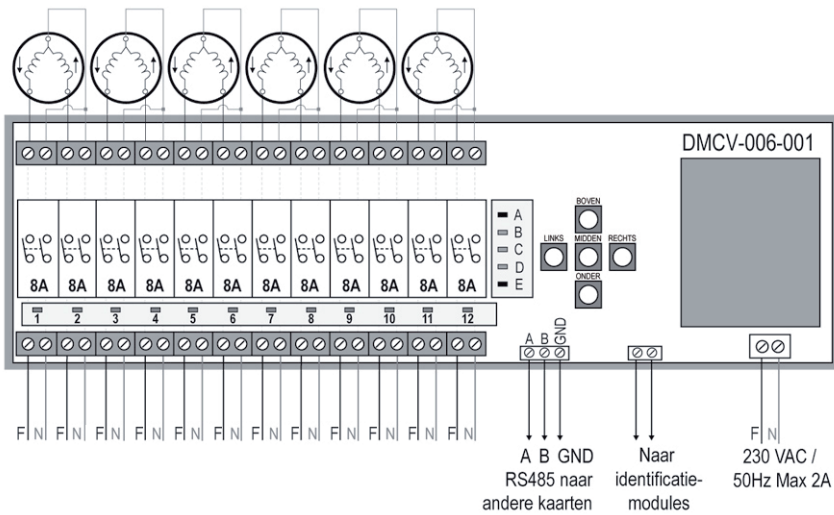 DMCV-006-001
8A 8A 8A 8A 8A 8A 8A 8A 8A 8A 8A 8A
1 2 3 4 5 6 7 8 9 10 11 12
A
B
C
D
E
BOVEN
LINKS MIDDEN RECHTS
ONDER
A B GND
F N F N F N F N F N F N F N F N F N F N F N F N
A B GND
RS485 naar
andere kaarten
Naar
identificatie-
modules
F N
230 VAC /
50Hz Max 2A